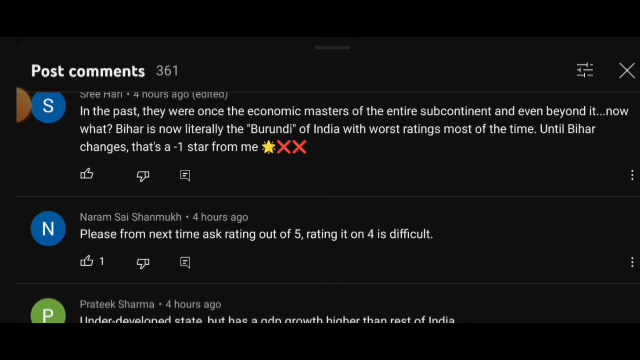 Post comments 361
S
Sree Hari • 4 hours ago (edited)
In the past, they were once the economic masters of the entire subcontinent and even beyond it...now
what? Bihar is now literally the "Burundi" of India with worst ratings most of the time. Until Bihar
changes, that's a -1 star from me 🌟❌❌
N
Naram Sai Shanmukh • 4 hours ago
Please from next time ask rating out of 5, rating it on 4 is difficult.
1
P
Prateek Sharma • 4 hours ago
Under-developed state, but has a gdp growth higher than rest of India